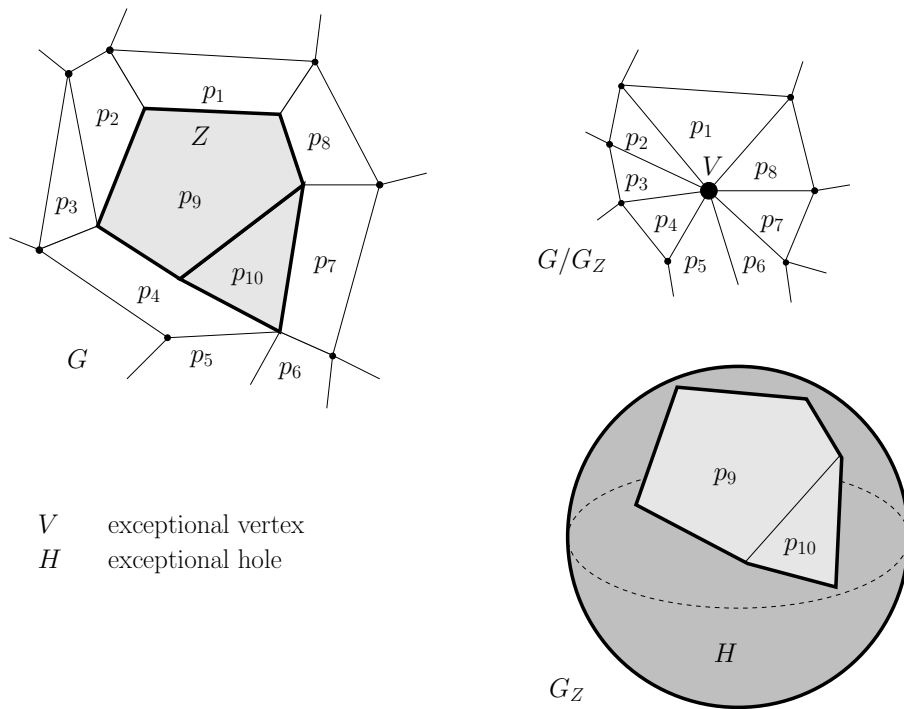 p1
p2
Z
p8
p9
p3
p10
p7
p4
G
p5
p6
p1
p2
V
p8
p3
p4
p7
G/GZ
p5
p6
p9
p10
H
GZ
V exceptional vertex
H exceptional hole